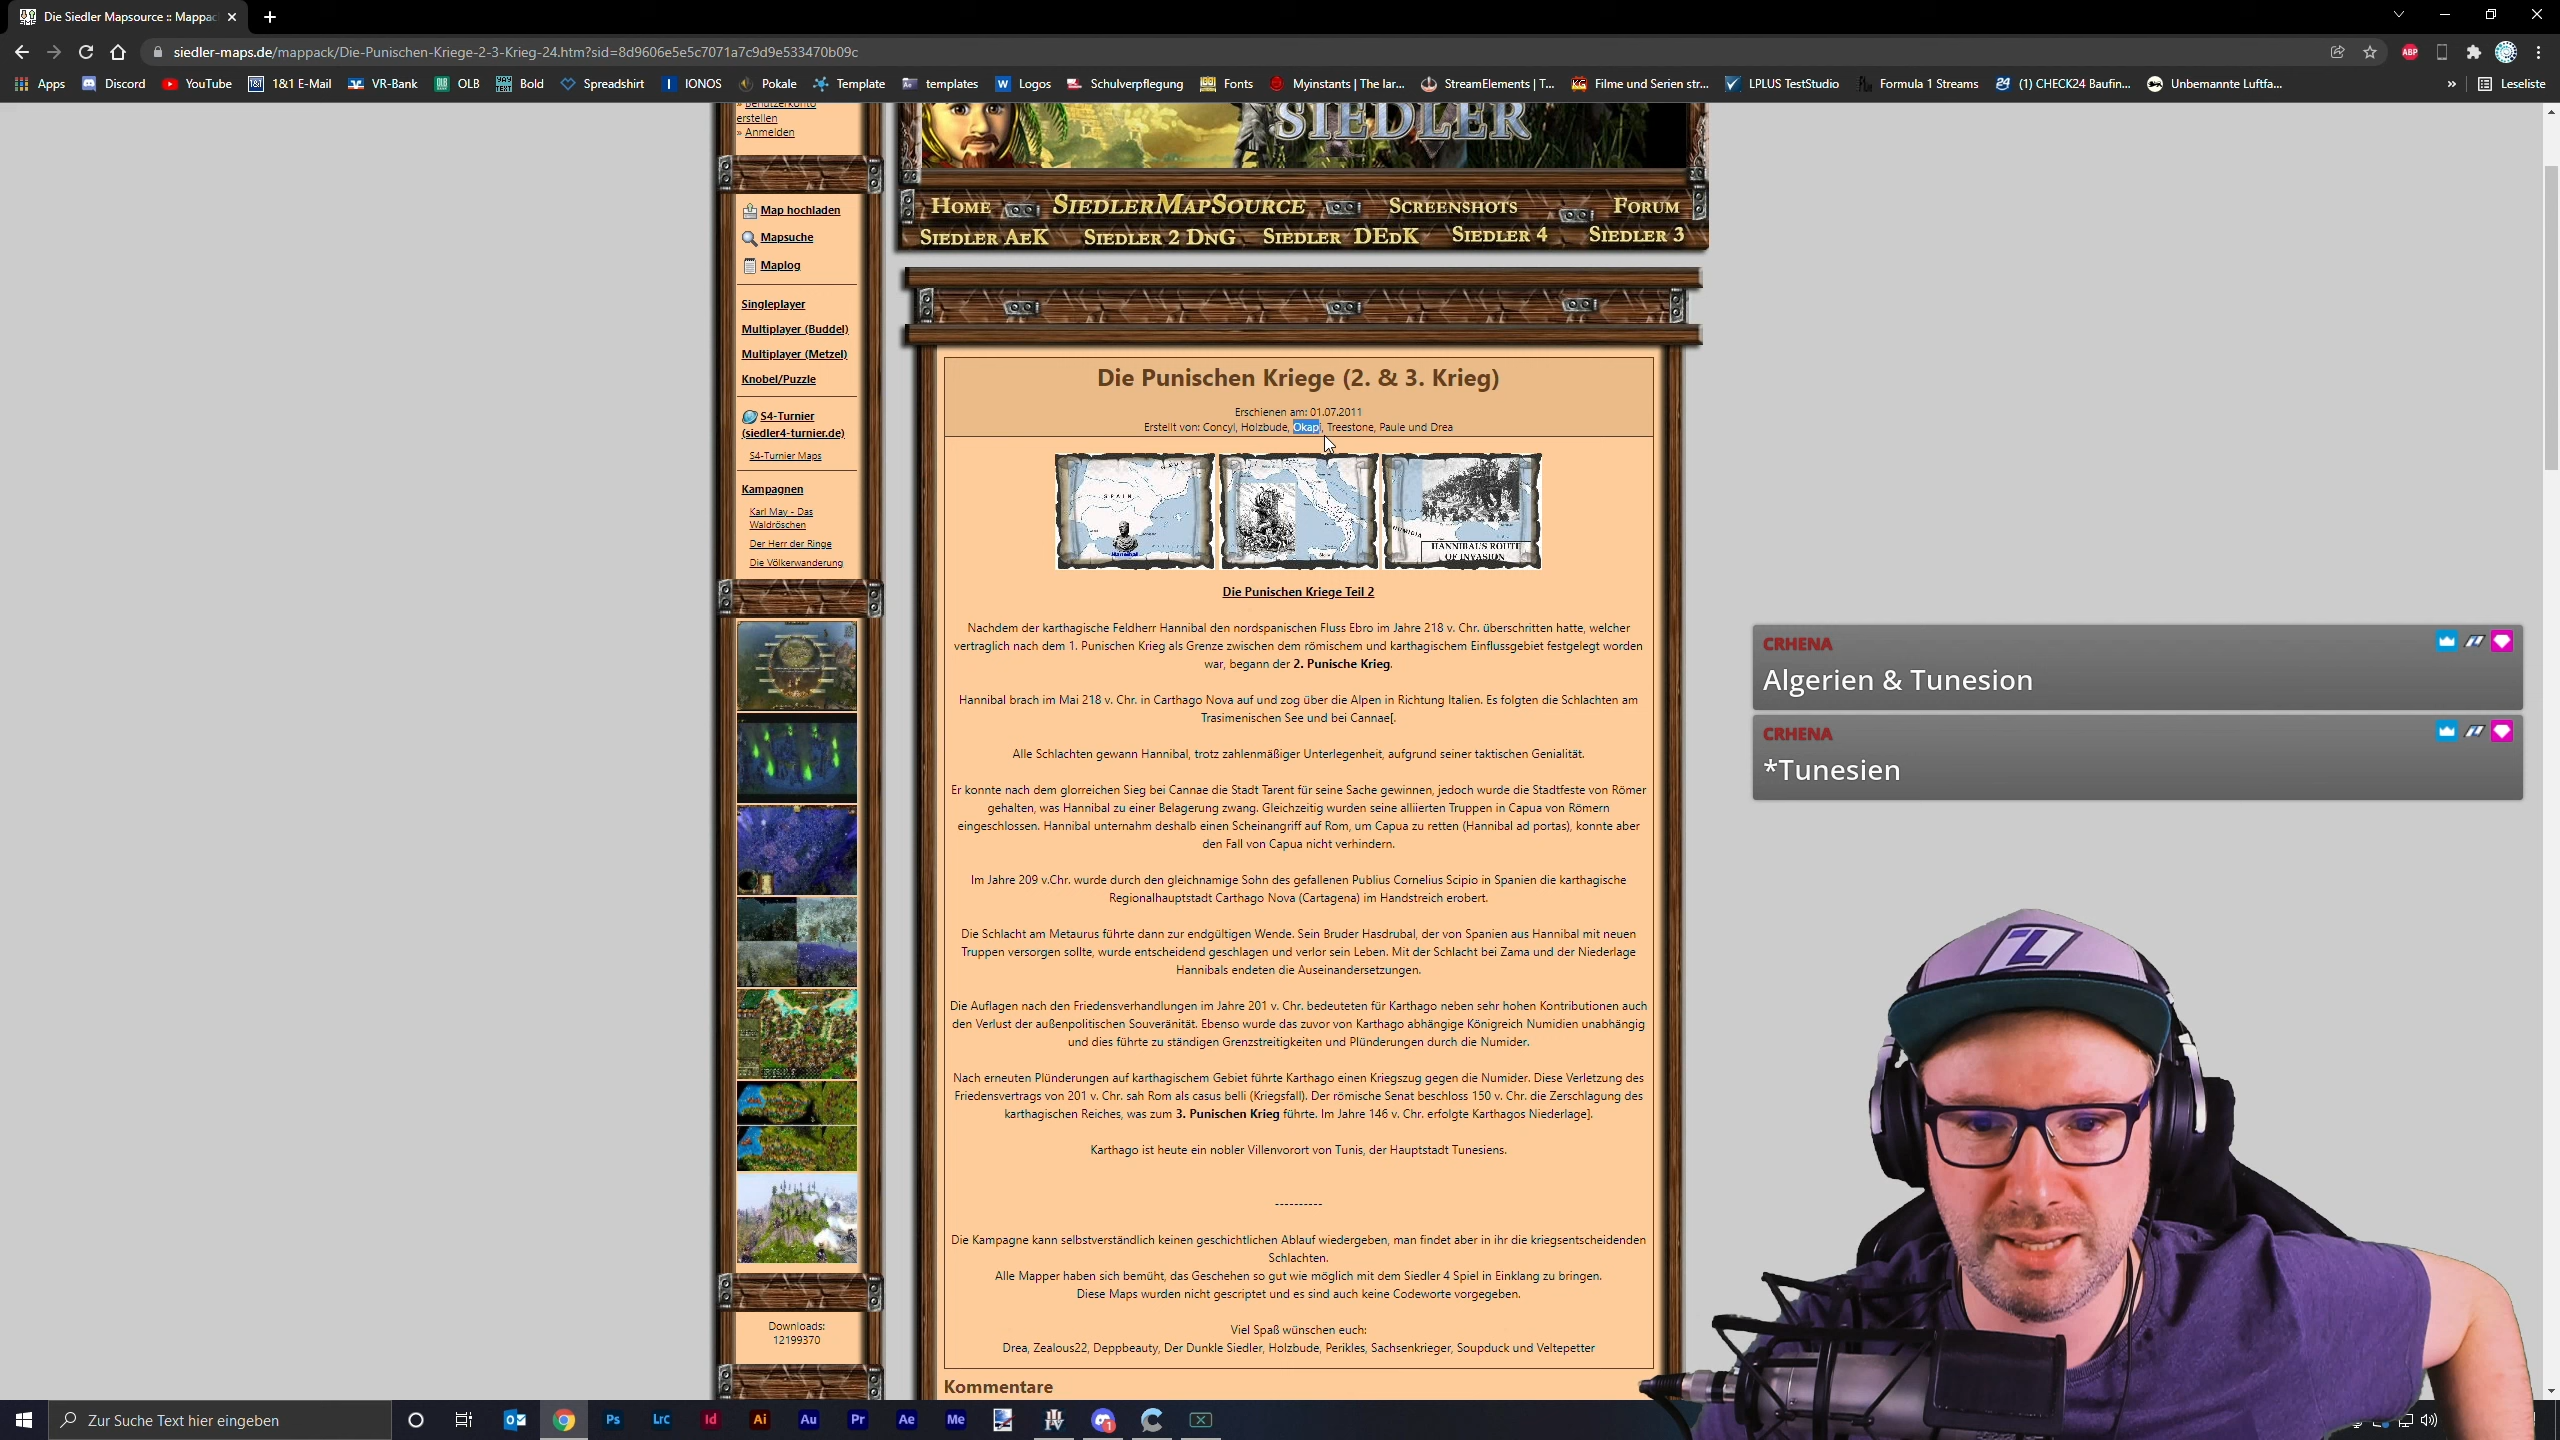 Die Siedler Mapsource :: Mappac
siedler-maps.de/mappack/Die-Punischen-Kriege-2-3-Krieg-24.htm?sid=8d9606e5e5c7071a7c9d9e533470b09c
ABP
Apps Discord YouTube 1&1 E-Mail VR-Bank OLB Bold Spreadshirt IONOS Pokale Template templates Logos Schulverpflegung Fonts Myinstants | The lar... StreamElements | T... Filme und Serien str... LPLUS TestStudio Formula 1 Streams (1) CHECK24 Baufin... Unbemannte Luftfa... » Leseliste
» Benutzerkonto
erstellen
» Anmelden
Map hochladen
Mapsuche
Maplog
Singleplayer
Multiplayer (Buddel)
Multiplayer (Metzel)
Knobel/Puzzle
S4-Turnier
(siedler4-turnier.de)
S4-Turnier Maps
Kampagnen
Karl May - Das
Waldröschen
Der Herr der Ringe
Die Völkerwanderung
Downloads:
12199370
SIEDLER
HOME SIEDLERMAPSOURCE SCREENSHOTS FORUM
SIEDLER AEK SIEDLER 2 DNG SIEDLER DEDK SIEDLER 4 SIEDLER 3
Die Punischen Kriege (2. & 3. Krieg)
Erschienen am: 01.07.2011
Erstellt von: Concyl, Holzbude, Okapi, Treestone, Paule und Drea
SPAIN
HANNIBAL'S ROUTE
OF INVASION
Die Punischen Kriege Teil 2
Nachdem der karthagische Feldherr Hannibal den nordspanischen Fluss Ebro im Jahre 218 v. Chr. überschritten hatte, welcher
vertraglich nach dem 1. Punischen Krieg als Grenze zwischen dem römischem und karthagischem Einflussgebiet festgelegt worden
war, begann der 2. Punische Krieg.
Hannibal brach im Mai 218 v. Chr. in Carthago Nova auf und zog über die Alpen in Richtung Italien. Es folgten die Schlachten am
Trasimenischen See und bei Cannae[.
Alle Schlachten gewann Hannibal, trotz zahlenmäßiger Unterlegenheit, aufgrund seiner taktischen Genialität.
Er konnte nach dem glorreichen Sieg bei Cannae die Stadt Tarent für seine Sache gewinnen, jedoch wurde die Stadtfeste von Römer
gehalten, was Hannibal zu einer Belagerung zwang. Gleichzeitig wurden seine alliierten Truppen in Capua von Römern
eingeschlossen. Hannibal unternahm deshalb einen Scheinangriff auf Rom, um Capua zu retten (Hannibal ad portas), konnte aber
den Fall von Capua nicht verhindern.
Im Jahre 209 v.Chr. wurde durch den gleichnamige Sohn des gefallenen Publius Cornelius Scipio in Spanien die karthagische
Regionalhauptstadt Carthago Nova (Cartagena) im Handstreich erobert.
Die Schlacht am Metaurus führte dann zur endgültigen Wende. Sein Bruder Hasdrubal, der von Spanien aus Hannibal mit neuen
Truppen versorgen sollte, wurde entscheidend geschlagen und verlor sein Leben. Mit der Schlacht bei Zama und der Niederlage
Hannibals endeten die Auseinandersetzungen.
Die Auflagen nach den Friedensverhandlungen im Jahre 201 v. Chr. bedeuteten für Karthago neben sehr hohen Kontributionen auch
den Verlust der außenpolitischen Souveränität. Ebenso wurde das zuvor von Karthago abhängige Königreich Numidien unabhängig
und dies führte zu ständigen Grenzstreitigkeiten und Plünderungen durch die Numider.
Nach erneuten Plünderungen auf karthagischem Gebiet führte Karthago einen Kriegszug gegen die Numider. Diese Verletzung des
Friedensvertrags von 201 v. Chr. sah Rom als casus belli (Kriegsfall). Der römische Senat beschloss 150 v. Chr. die Zerschlagung des
karthagischen Reiches, was zum 3. Punischen Krieg führte. Im Jahre 146 v. Chr. erfolgte Karthagos Niederlage].
Karthago ist heute ein nobler Villenvorort von Tunis, der Hauptstadt Tunesiens.
----------
Die Kampagne kann selbstverständlich keinen geschichtlichen Ablauf wiedergeben, man findet aber in ihr die kriegsentscheidenden
Schlachten.
Alle Mapper haben sich bemüht, das Geschehen so gut wie möglich mit dem Siedler 4 Spiel in Einklang zu bringen.
Diese Maps wurden nicht gescriptet und es sind auch keine Codeworte vorgegeben.
Viel Spaß wünschen euch:
Drea, Zealous22, Deppbeauty, Der Dunkle Siedler, Holzbude, Perikles, Sachsenkrieger, Soupduck und Veltepetter
Kommentare
CRHENA
Algerien & Tunesion
CRHENA
*Tunesien
Zur Suche Text hier eingeben
Ps LrC Id Ai Au Pr Ae Me